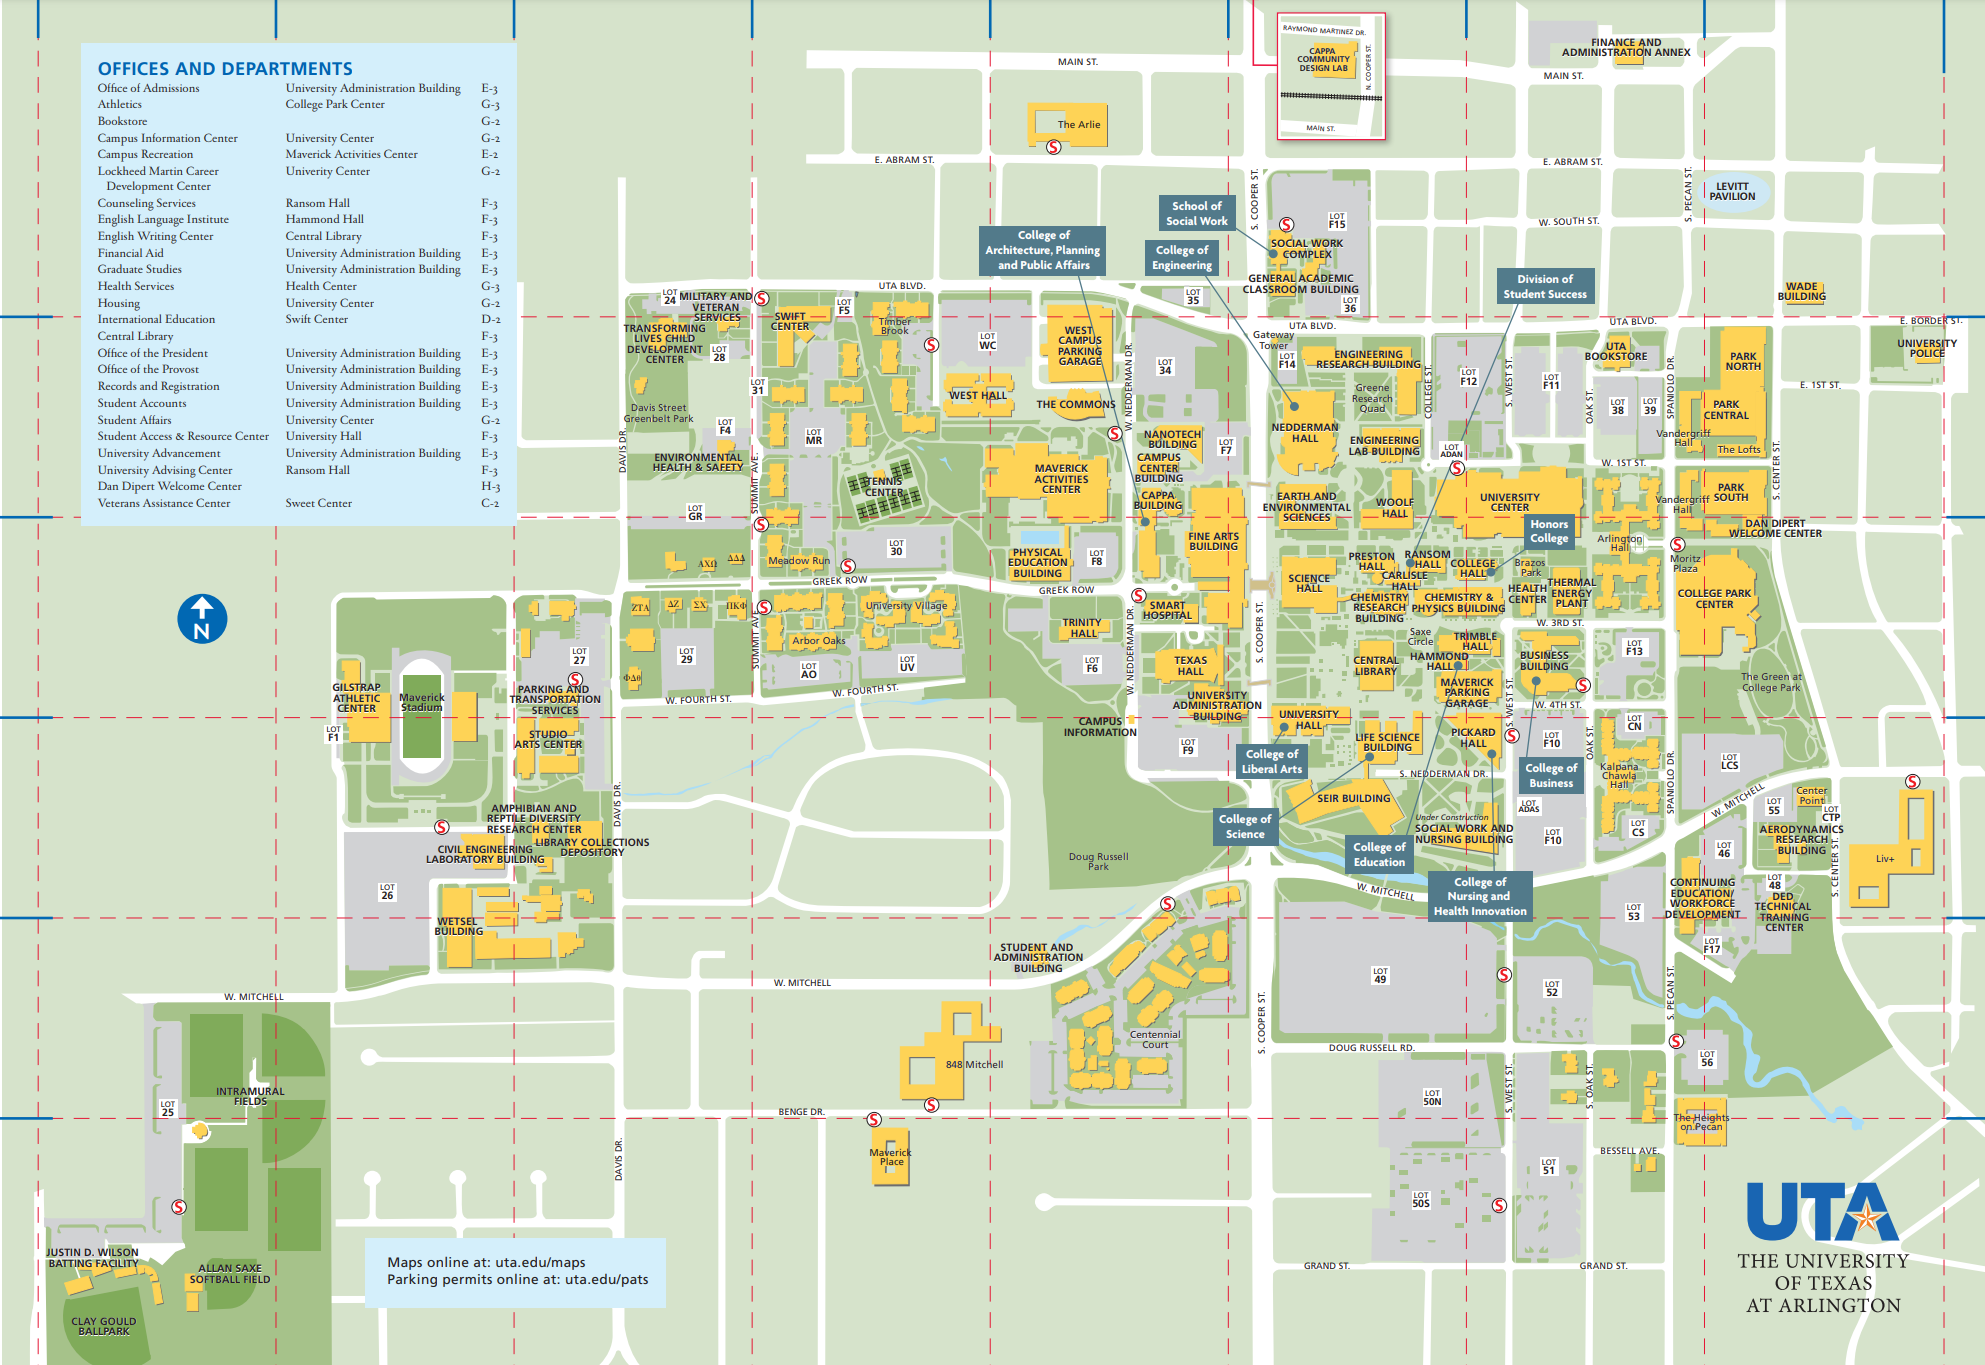 OFFICES AND DEPARTMENTS
Office of Admissions University Administration Building E-3
Athletics College Park Center G-3
Bookstore G-2
Campus Information Center University Center G-2
Campus Recreation Maverick Activities Center E-2
Lockheed Martin Career Univerity Center G-2
Development Center
Counseling Services Ransom Hall F-3
English Language Institute Hammond Hall F-3
English Writing Center Central Library F-3
Financial Aid University Administration Building E-3
Graduate Studies University Administration Building E-3
Health Services Health Center G-3
Housing University Center G-2
International Education Swift Center D-2
Central Library F-3
Office of the President University Administration Building E-3
Office of the Provost University Administration Building E-3
Records and Registration University Administration Building E-3
Student Accounts University Administration Building E-3
Student Affairs University Center G-2
Student Access & Resource Center University Hall F-3
University Advancement University Administration Building E-3
University Advising Center Ransom Hall F-3
Dan Dipert Welcome Center H-3
Veterans Assistance Center Sweet Center C-2
MAIN ST.
RAYMOND MARTINEZ DR.
CAPPA
COMMUNITY
DESIGN LAB
N. COOPER ST.
MAIN ST.
FINANCE AND
ADMINISTRATION ANNEX
MAIN ST.
The Arlie
S
E. ABRAM ST.
E. ABRAM ST.
S. COOPER ST.
S. PECAN ST.
LEVITT
PAVILION
School of
Social Work
LOT
F15
S
W. SOUTH ST.
College of
Architecture, Planning
and Public Affairs
College of
Engineering
SOCIAL WORK
COMPLEX
GENERAL ACADEMIC
CLASSROOM BUILDING
LOT
36
Division of
Student Success
WADE
BUILDING
UTA BLVD.
LOT
24
MILITARY AND
VETERAN
SERVICES
S
SWIFT
CENTER
LOT
F5
Timber
Brook
LOT
35
UTA BLVD.
UTA BLVD.
E. BORDER ST.
UNIVERSITY
POLICE
TRANSFORMING
LIVES CHILD
DEVELOPMENT
CENTER
LOT
28
S
LOT
WC
WEST
CAMPUS
PARKING
GARAGE
W. NEDDERMAN DR.
LOT
34
Gateway
Tower
LOT
F14
ENGINEERING
RESEARCH BUILDING
Greene
Research
Quad
COLLEGE ST.
LOT
F12
S. WEST ST.
LOT
F11
UTA
BOOKSTORE
OAK ST.
LOT
38
LOT
39
SPANIOLO DR.
PARK
NORTH
PARK
CENTRAL
Vandergriff
Hall
The Lofts
E. 1ST ST.
S. CENTER ST.
LOT
31
WEST HALL
THE COMMONS
S
Davis Street
Greenbelt Park
DAVIS DR.
LOT
F4
ENVIRONMENTAL
HEALTH & SAFETY
SUMMIT AVE.
LOT
MR
TENNIS
CENTER
MAVERICK
ACTIVITIES
CENTER
NANOTECH
BUILDING
CAMPUS
CENTER
BUILDING
LOT
F7
NEDDERMAN
HALL
ENGINEERING
LAB BUILDING
LOT
ADAN
S
W. 1ST ST.
CAPPA
BUILDING
EARTH AND
ENVIRONMENTAL
SCIENCES
WOOLF
HALL
UNIVERSITY
CENTER
Vandergriff
Hall
PARK
SOUTH
DAN DIPERT
WELCOME CENTER
LOT
GR
S
LOT
30
FINE ARTS
BUILDING
Honors
College
Arlington
Hall
S
Moritz
Plaza
ΑΧΩ
ΔΔΔ
Meadow Run
S
PHYSICAL
EDUCATION
BUILDING
LOT
F8
SCIENCE
HALL
PRESTON
HALL
RANSOM
HALL
CARLISLE
HALL
COLLEGE
HALL
Brazos
Park
HEALTH
CENTER
THERMAL
ENERGY
PLANT
COLLEGE PARK
CENTER
GREEK ROW
GREEK ROW
S
SMART
HOSPITAL
CHEMISTRY
RESEARCH
BUILDING
CHEMISTRY &
PHYSICS BUILDING
W. 3RD ST.
ΖΤΑ
ΔΖ
ΣΧ
ΠΚΦ
S
University Village
Arbor Oaks
SUMMIT AVE.
TRINITY
HALL
W. NEDDERMAN DR.
S. COOPER ST.
Saxe
Circle
TRIMBLE
HALL
HAMMOND
HALL
BUSINESS
BUILDING
LOT
F13
N
LOT
27
S
LOT
29
ΦΔΘ
LOT
AO
LOT
UV
LOT
F6
TEXAS
HALL
CENTRAL
LIBRARY
MAVERICK
PARKING
GARAGE
S
The Green at
College Park
GILSTRAP
ATHLETIC
CENTER
Maverick
Stadium
PARKING AND
TRANSPORTATION
SERVICES
W. FOURTH ST.
W. FOURTH ST.
UNIVERSITY
ADMINISTRATION
BUILDING
S. WEST ST.
W. 4TH ST.
LOT
F1
STUDIO
ARTS CENTER
CAMPUS
INFORMATION
LOT
F9
UNIVERSITY
HALL
LIFE SCIENCE
BUILDING
PICKARD
HALL
S
LOT
F10
OAK ST.
LOT
CN
Kalpana
Chawla
Hall
LOT
LCS
College of
Liberal Arts
S. NEDDERMAN DR.
College of
Business
SPANIOLO DR.
W. MITCHELL
S
DAVIS DR.
AMPHIBIAN AND
REPTILE DIVERSITY
RESEARCH CENTER
S
SEIR BUILDING
College of
Science
Under Construction
SOCIAL WORK AND
NURSING BUILDING
LOT
ADAS
LOT
F10
LOT
CS
LOT
55
Center
Point
LOT
CTP
CIVIL ENGINEERING
LABORATORY BUILDING
LIBRARY COLLECTIONS
DEPOSITORY
Doug Russell
Park
College of
Education
LOT
46
AERODYNAMICS
RESEARCH
BUILDING
S. CENTER ST.
Liv+
LOT
26
W. MITCHELL
College of
Nursing and
Health Innovation
LOT
53
CONTINUING
EDUCATION/
WORKFORCE
DEVELOPMENT
LOT
48
DED
TECHNICAL
TRAINING
CENTER
WETSEL
BUILDING
S
LOT
F17
STUDENT AND
ADMINISTRATION
BUILDING
W. MITCHELL
W. MITCHELL
LOT
49
S
LOT
52
S. PECAN ST.
S. COOPER ST.
Centennial
Court
DOUG RUSSELL RD.
S
LOT
56
848 Mitchell
INTRAMURAL
FIELDS
LOT
25
S
BENGE DR.
S
LOT
50N
S. WEST ST.
S. OAK ST.
The Heights
on Pecan
DAVIS DR.
Maverick
Place
BESSELL AVE.
LOT
51
LOT
50S
S
S
JUSTIN D. WILSON
BATTING FACILITY
ALLAN SAXE
SOFTBALL FIELD
CLAY GOULD
BALLPARK
Maps online at: uta.edu/maps
Parking permits online at: uta.edu/pats
GRAND ST.
GRAND ST.
UTA
THE UNIVERSITY
OF TEXAS
AT ARLINGTON